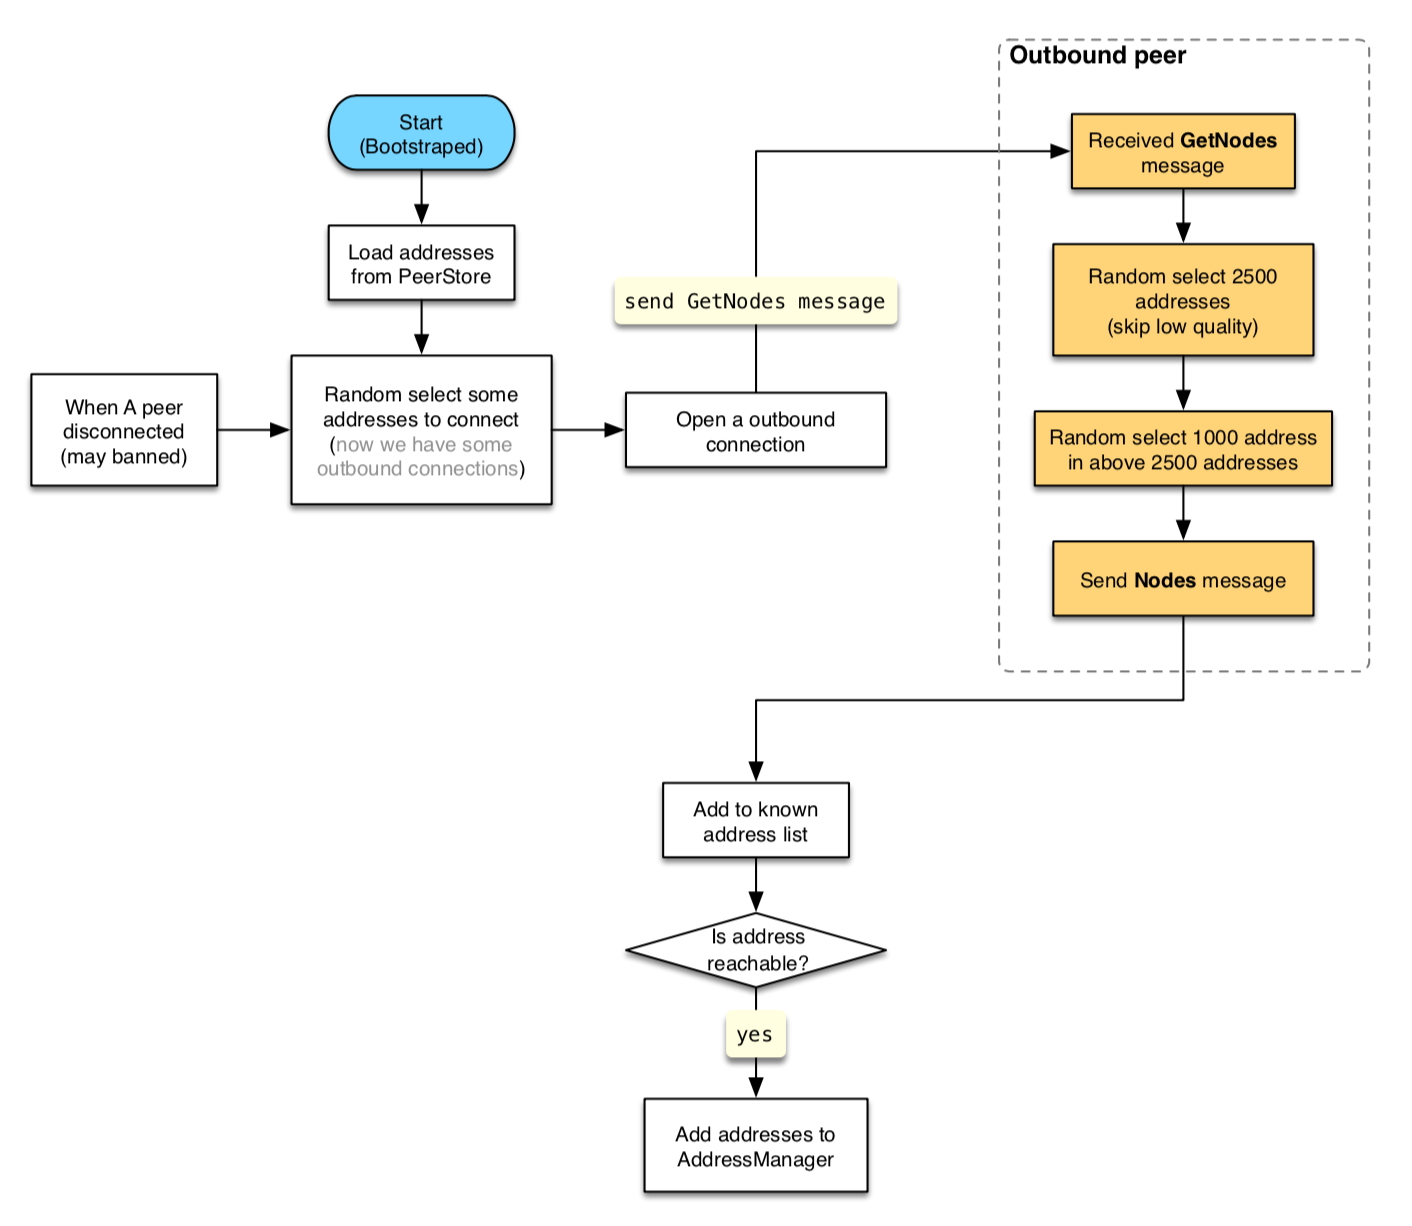 Outbound peer
Start
(Bootstraped)
Load addresses
from PeerStore
When A peer
disconnected
(may banned)
Random select some
addresses to connect
(now we have some
outbound connections)
Open a outbound
connection
send GetNodes message
Received GetNodes
message
Random select 2500
addresses
(skip low quality)
Random select 1000 address
in above 2500 addresses
Send Nodes message
Add to known
address list
Is address
reachable?
yes
Add addresses to
AddressManager